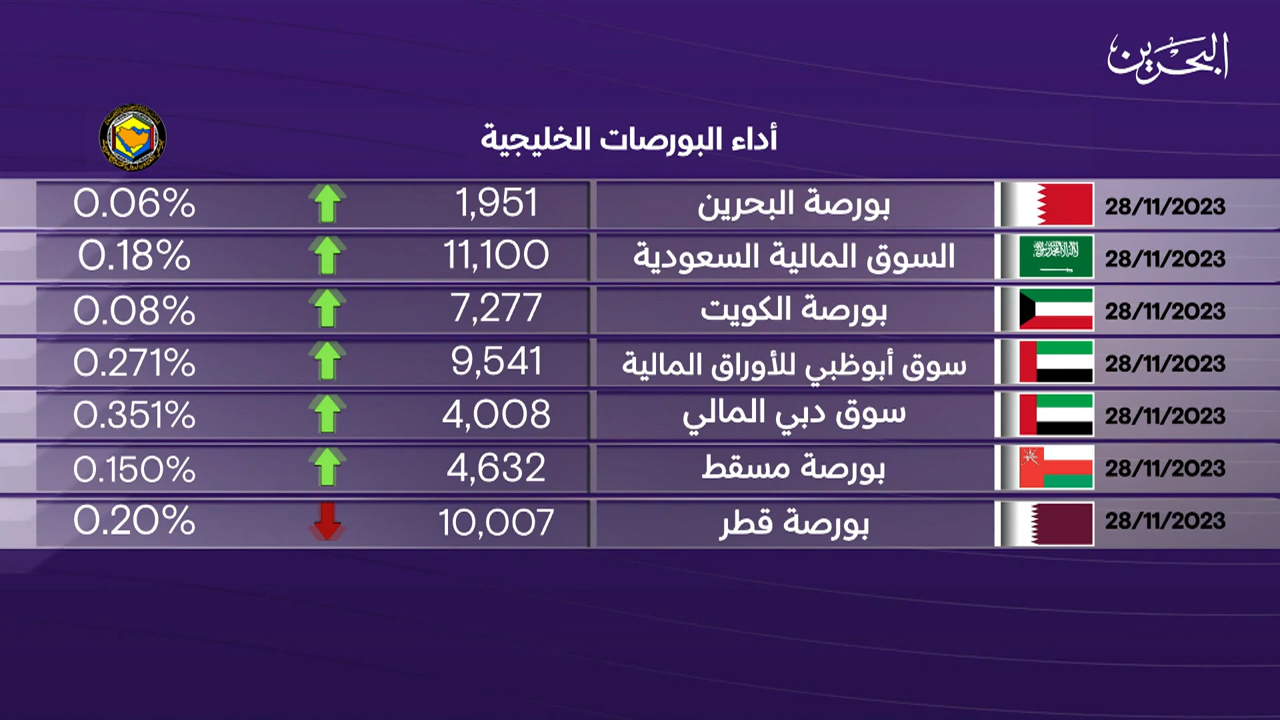 البحرين
أداء البورصات الخليجية
28/11/2023 بورصة البحرين 1,951 0.06%
28/11/2023 السوق المالية السعودية 11,100 0.18%
28/11/2023 بورصة الكويت 7,277 0.08%
28/11/2023 سوق أبوظبي للأوراق المالية 9,541 0.271%
28/11/2023 سوق دبي المالي 4,008 0.351%
28/11/2023 بورصة مسقط 4,632 0.150%
28/11/2023 بورصة قطر 10,007 0.20%